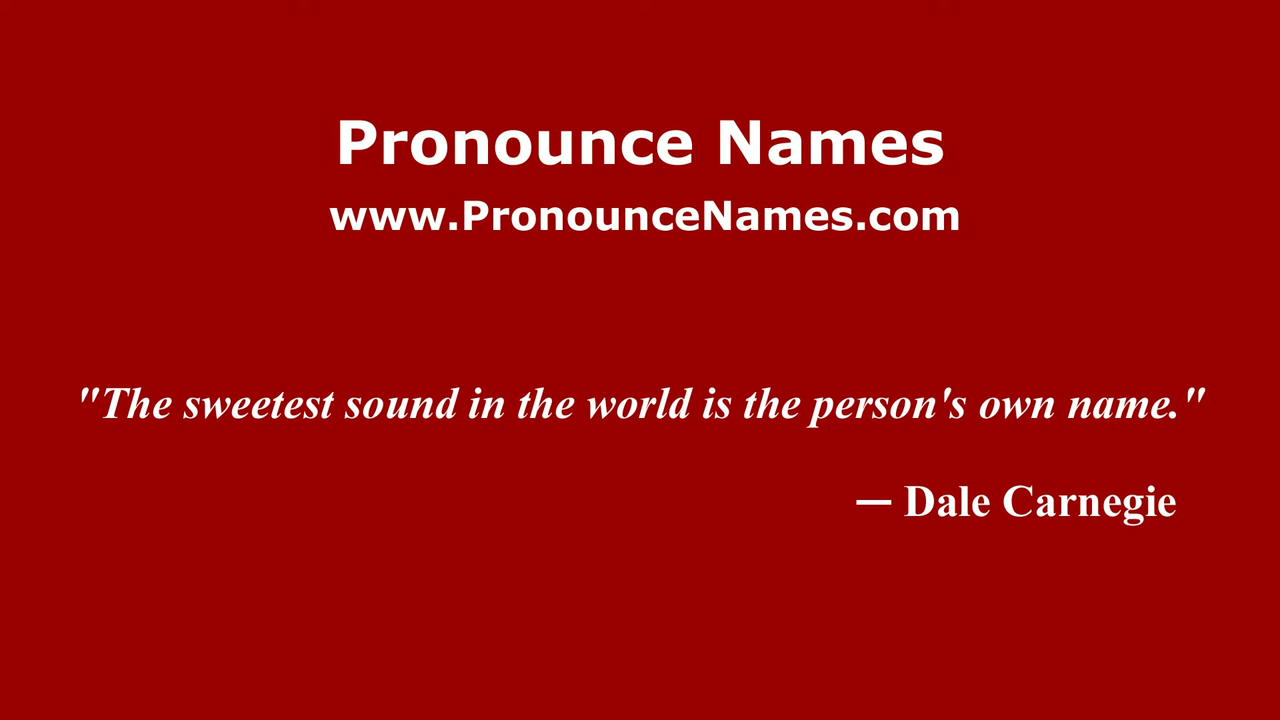 Pronounce Names
www.PronounceNames.com
"The sweetest sound in the world is the person's own name."
— Dale Carnegie